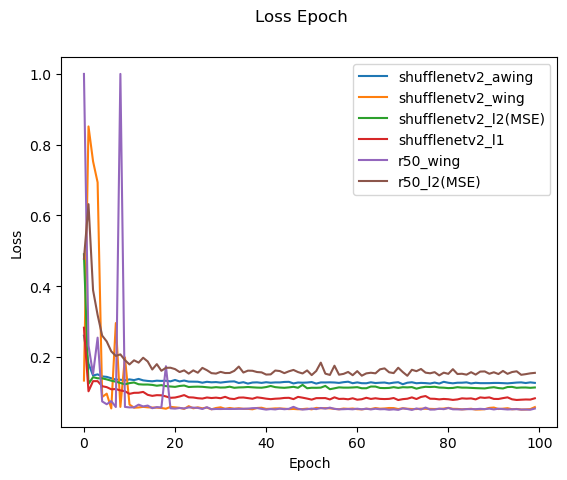 Loss Epoch
1.0
0.8
0.6
0.4
0.2
Loss
shufflenetv2_awing
shufflenetv2_wing
shufflenetv2_l2(MSE)
shufflenetv2_l1
r50_wing
r50_l2(MSE)
0 20 40 60 80 100
Epoch